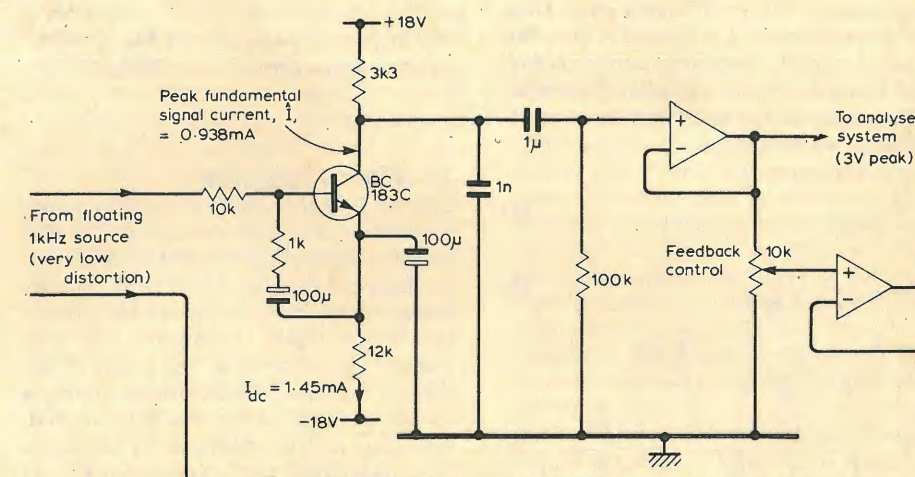 +18V
3k3
Peak fundamental
signal current, Î,
= 0·938mA
To analyse
system
(3V peak)
+
−
1μ
BC
183C
1n
10k
From floating
1kHz source
(very low
distortion)
1k
100μ
100μ
100k
Feedback
control
10k
+
−
12k
Idc = 1·45mA
−18V